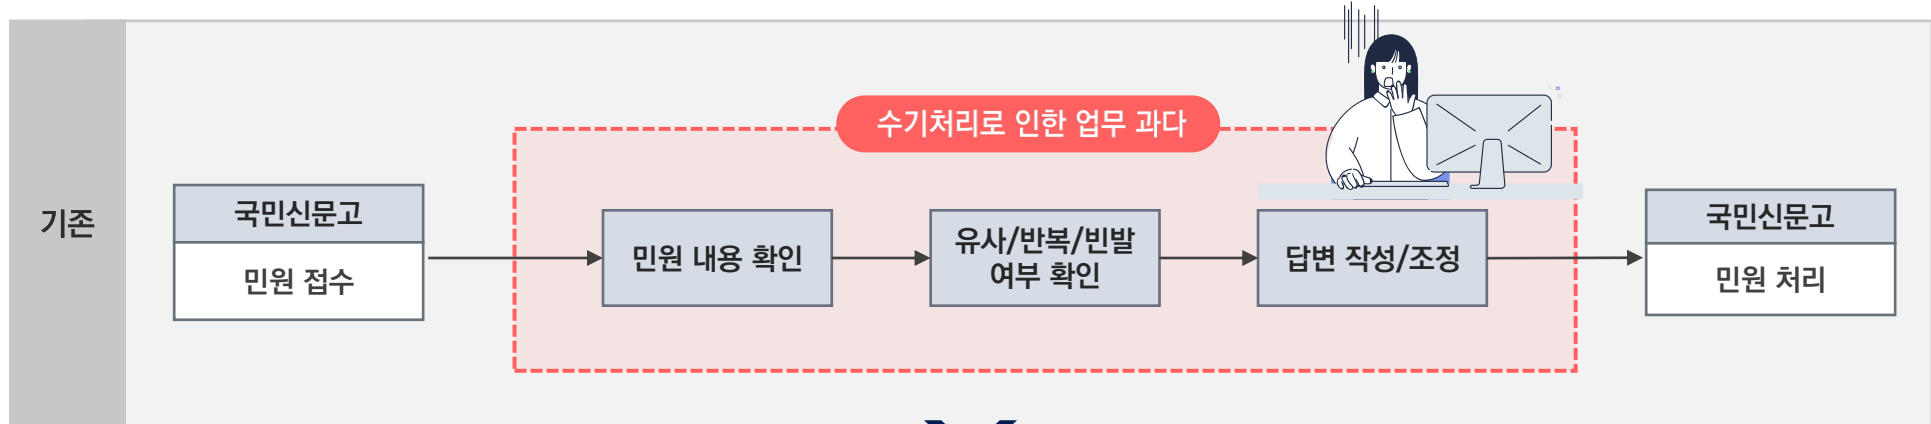 수기처리로 인한 업무 과다
기존
국민신문고
민원 접수
민원 내용 확인
유사/반복/빈발
여부 확인
답변 작성/조정
국민신문고
민원 처리